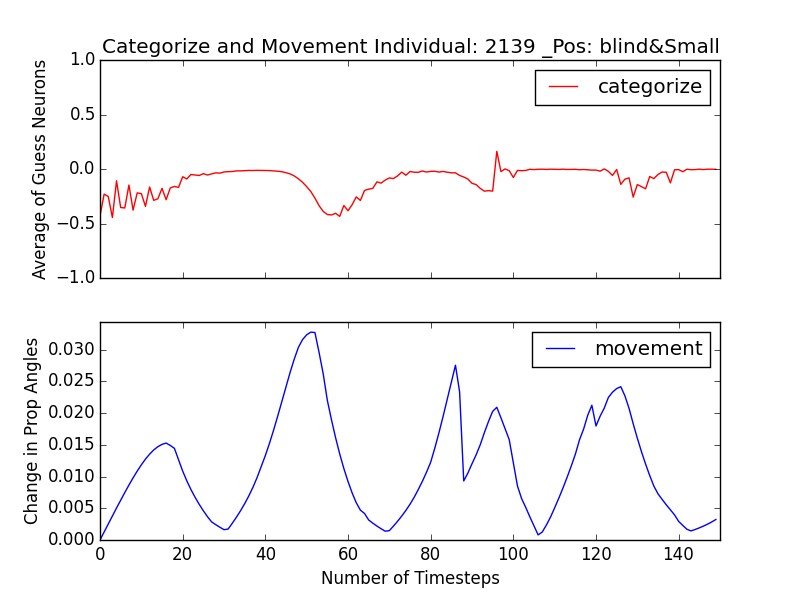 Categorize and Movement Individual: 2139 _Pos: blind&Small
Average of Guess Neurons
1.0
0.5
0.0
−0.5
−1.0
categorize
Change in Prop Angles
0.030
0.025
0.020
0.015
0.010
0.005
0.000
movement
0 20 40 60 80 100 120 140
Number of Timesteps